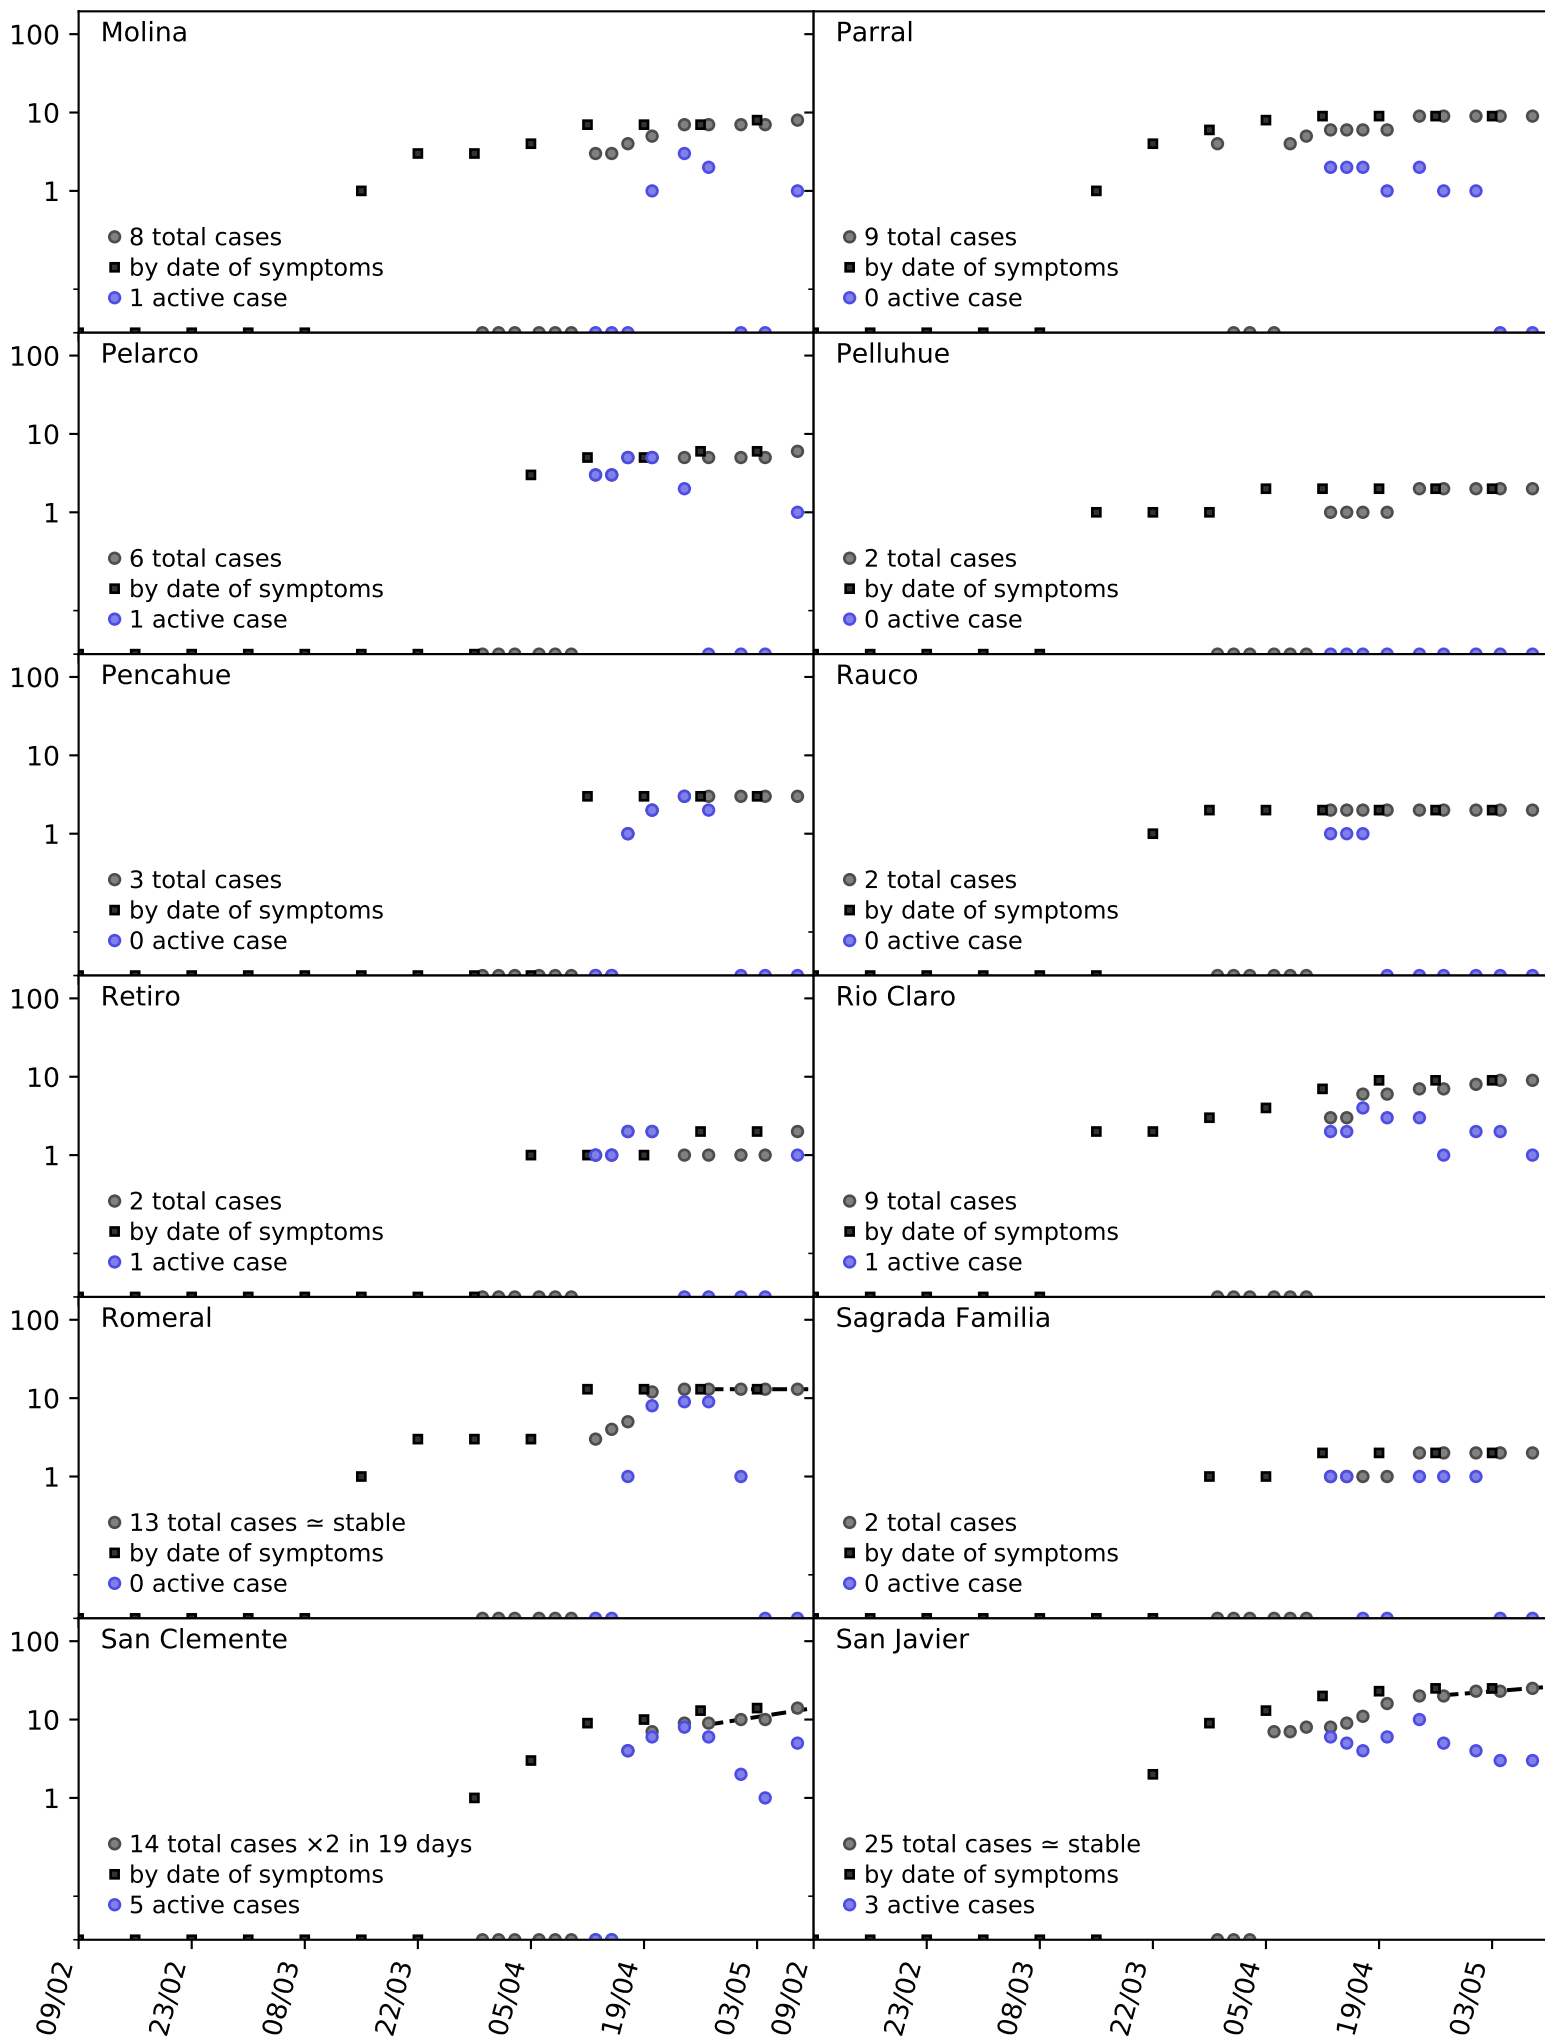 Molina
100
10
1
8 total cases
by date of symptoms
1 active case
Parral
9 total cases
by date of symptoms
0 active case
Pelarco
100
10
1
6 total cases
by date of symptoms
1 active case
Pelluhue
2 total cases
by date of symptoms
0 active case
Pencahue
100
10
1
3 total cases
by date of symptoms
0 active case
Rauco
2 total cases
by date of symptoms
0 active case
Retiro
100
10
1
2 total cases
by date of symptoms
1 active case
Rio Claro
9 total cases
by date of symptoms
1 active case
Romeral
100
10
1
13 total cases ≃ stable
by date of symptoms
0 active case
Sagrada Familia
2 total cases
by date of symptoms
0 active case
San Clemente
100
10
1
14 total cases ×2 in 19 days
by date of symptoms
5 active cases
San Javier
25 total cases ≃ stable
by date of symptoms
3 active cases
09/02
23/02
08/03
22/03
05/04
19/04
03/05
09/02
23/02
08/03
22/03
05/04
19/04
03/05